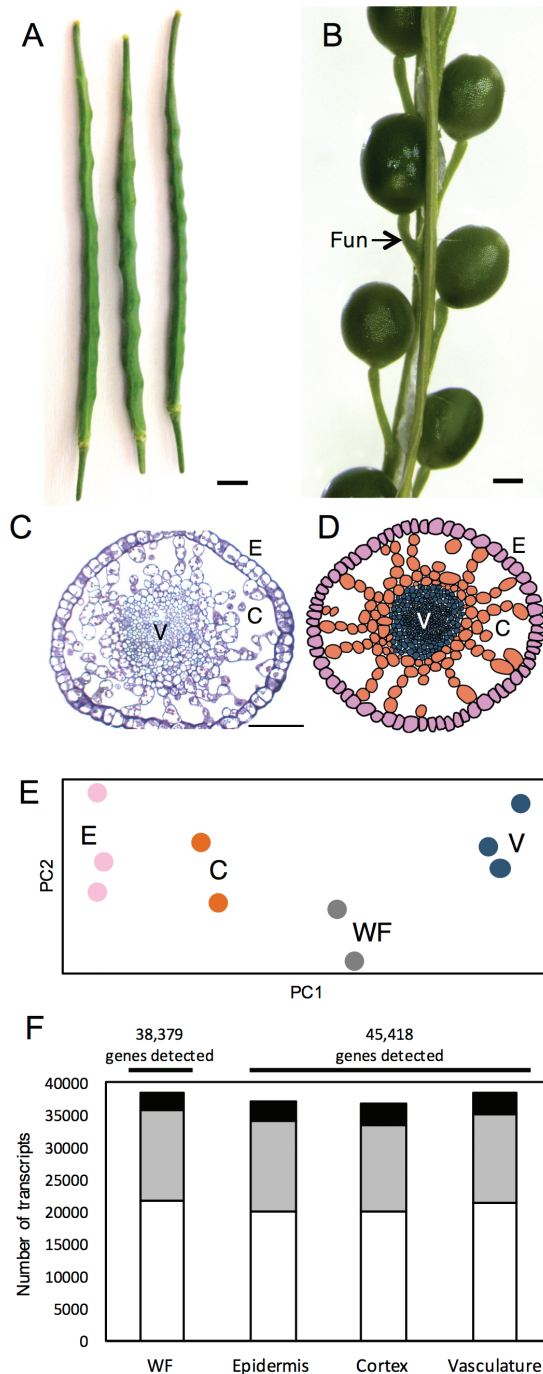 A
B
Fun
C
E
C
V
D
E
C
V
E
PC2
E
C
WF
V
PC1
F
38,379
genes detected
45,418
genes detected
Number of transcripts
40000
35000
30000
25000
20000
15000
10000
5000
0
WF
Epidermis
Cortex
Vasculature